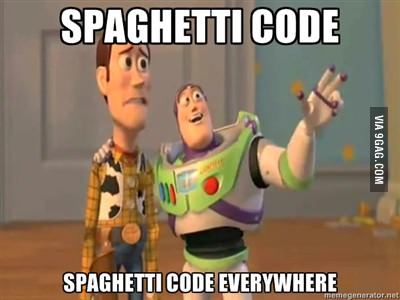 SPAGHETTI CODE
VIA 9GAG.COM
SPAGHETTI CODE EVERYWHERE
memegenerator.net